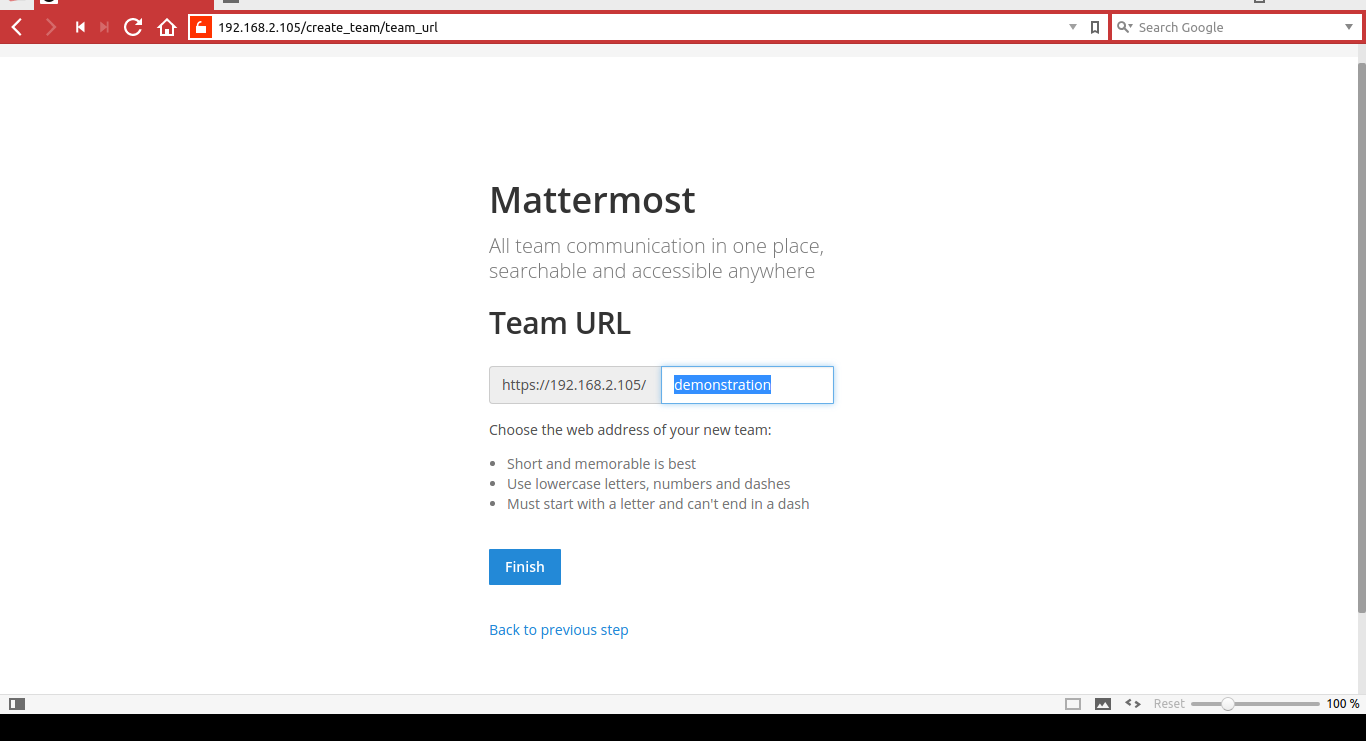 192.168.2.105/create_team/team_url
Search Google
Mattermost
All team communication in one place,
searchable and accessible anywhere
Team URL
https://192.168.2.105/ demonstration
Choose the web address of your new team:
Short and memorable is best
Use lowercase letters, numbers and dashes
Must start with a letter and can't end in a dash
Finish
Back to previous step
Reset 100 %